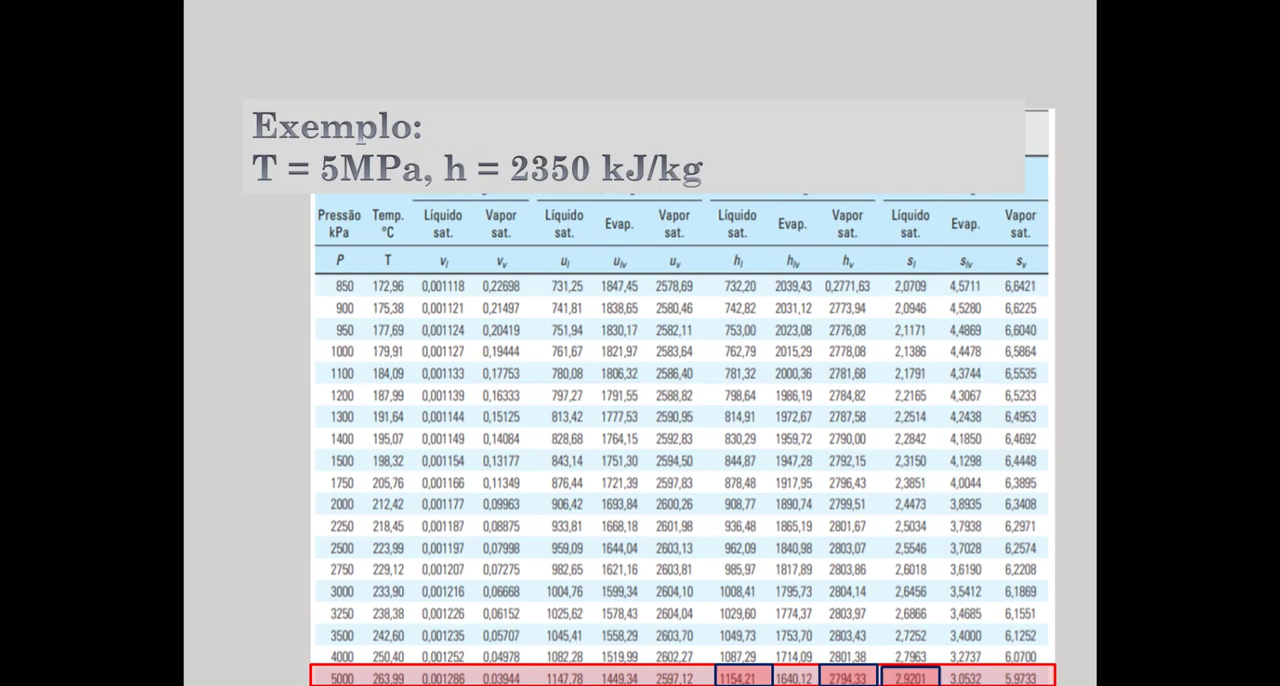 Exemplo:
T = 5MPa, h = 2350 kJ/kg
Pressão Temp. Líquido Vapor Líquido Evap. Vapor Líquido Evap. Vapor Líquido Evap. Vapor
kPa °C sat. sat. sat. sat. sat. sat. sat. sat.
P T vl vv ul ulv uv hl hlv hv sl slv sv
850 172,96 0,001118 0,22698 731,25 1847,45 2578,69 732,20 2039,43 0,2771,63 2,0709 4,5711 6,6421
900 175,38 0,001121 0,21497 741,81 1838,65 2580,46 742,82 2031,12 2773,94 2,0946 4,5280 6,6225
950 177,69 0,001124 0,20419 751,94 1830,17 2582,11 753,00 2023,08 2776,08 2,1171 4,4869 6,6040
1000 179,91 0,001127 0,19444 761,67 1821,97 2583,64 762,79 2015,29 2778,08 2,1386 4,4478 6,5864
1100 184,09 0,001133 0,17753 780,08 1806,32 2586,40 781,32 2000,36 2781,68 2,1791 4,3744 6,5535
1200 187,99 0,001139 0,16333 797,27 1791,55 2588,82 798,64 1986,19 2784,82 2,2165 4,3067 6,5233
1300 191,64 0,001144 0,15125 813,42 1777,53 2590,95 814,91 1972,67 2787,58 2,2514 4,2438 6,4953
1400 195,07 0,001149 0,14084 828,68 1764,15 2592,83 830,29 1959,72 2790,00 2,2842 4,1850 6,4692
1500 198,32 0,001154 0,13177 843,14 1751,30 2594,50 844,87 1947,28 2792,15 2,3150 4,1298 6,4448
1750 205,76 0,001166 0,11349 876,44 1721,39 2597,83 878,48 1917,95 2796,43 2,3851 4,0044 6,3895
2000 212,42 0,001177 0,09963 906,42 1693,84 2600,26 908,77 1890,74 2799,51 2,4473 3,8935 6,3408
2250 218,45 0,001187 0,08875 933,81 1668,18 2601,98 936,48 1865,19 2801,67 2,5034 3,7938 6,2971
2500 223,99 0,001197 0,07998 959,09 1644,04 2603,13 962,09 1840,98 2803,07 2,5546 3,7028 6,2574
2750 229,12 0,001207 0,07275 982,65 1621,16 2603,81 985,97 1817,89 2803,86 2,6018 3,6190 6,2208
3000 233,90 0,001216 0,06668 1004,76 1599,34 2604,10 1008,41 1795,73 2804,14 2,6456 3,5412 6,1869
3250 238,38 0,001226 0,06152 1025,62 1578,43 2604,04 1029,60 1774,37 2803,97 2,6866 3,4685 6,1551
3500 242,60 0,001235 0,05707 1045,41 1558,29 2603,70 1049,73 1753,70 2803,43 2,7252 3,4000 6,1252
4000 250,40 0,001252 0,04978 1082,28 1519,99 2602,27 1087,29 1714,09 2801,38 2,7963 3,2737 6,0700
5000 263,99 0,001286 0,03944 1147,78 1449,34 2597,12 1154,21 1640,12 2794,33 2,9201 3,0532 5,9733